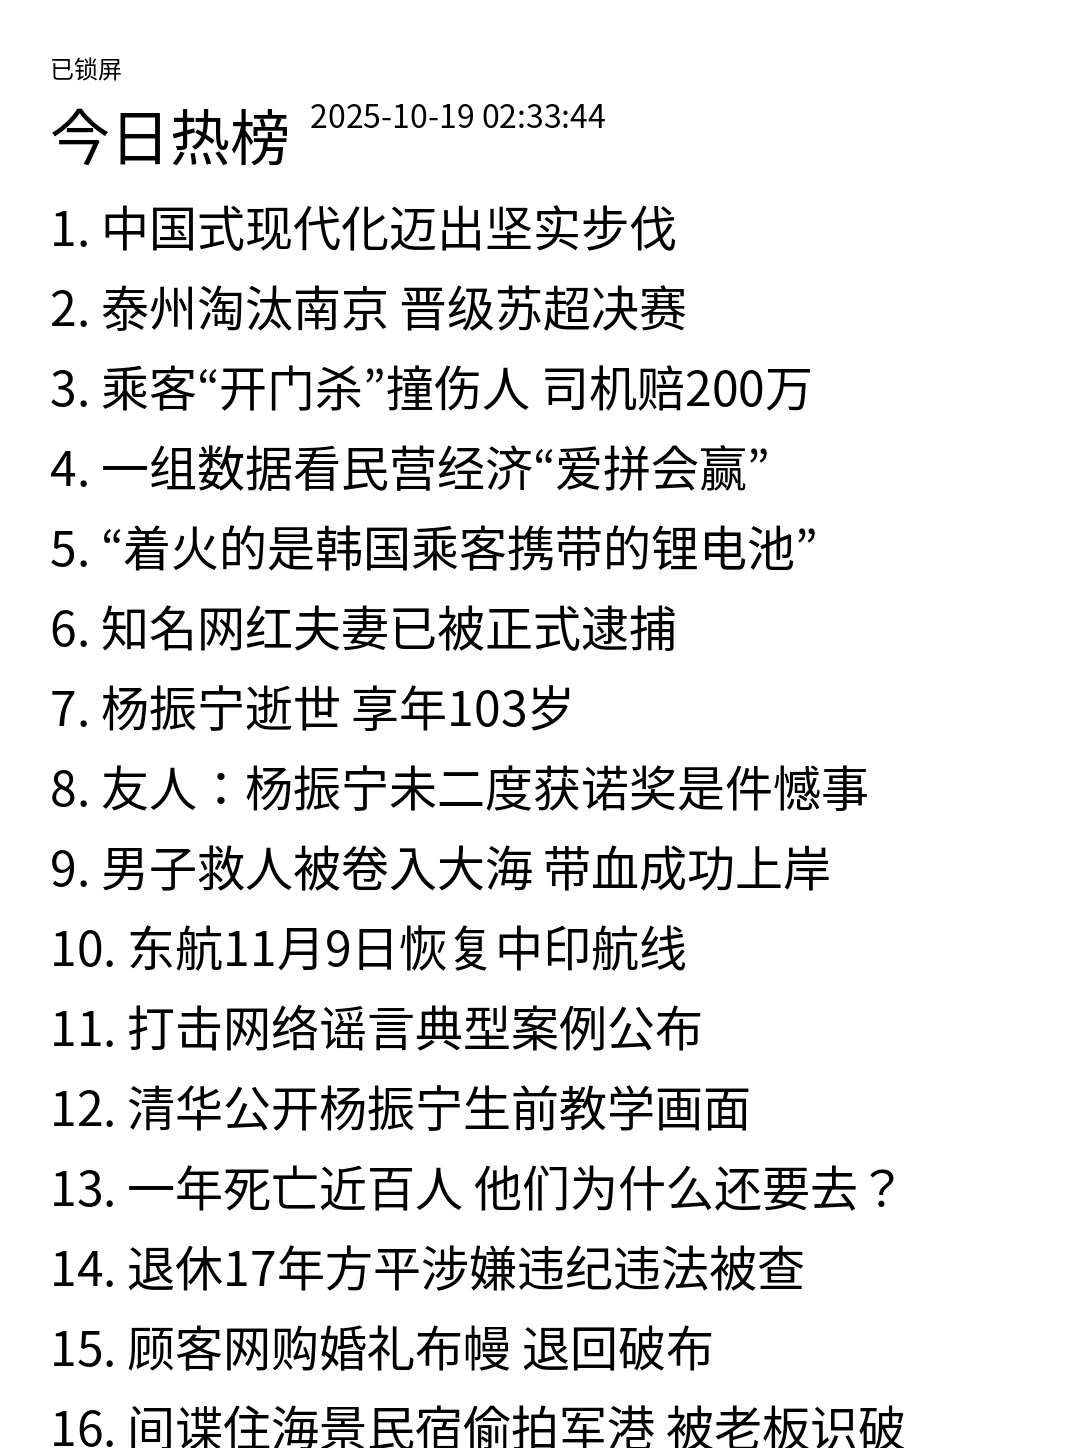 已锁屏
今日热榜 2025-10-19 02:33:44
1. 中国式现代化迈出坚实步伐
2. 泰州淘汰南京 晋级苏超决赛
3. 乘客“开门杀”撞伤人 司机赔200万
4. 一组数据看民营经济“爱拼会赢”
5. “着火的是韩国乘客携带的锂电池”
6. 知名网红夫妻已被正式逮捕
7. 杨振宁逝世 享年103岁
8. 友人：杨振宁未二度获诺奖是件憾事
9. 男子救人被卷入大海 带血成功上岸
10. 东航11月9日恢复中印航线
11. 打击网络谣言典型案例公布
12. 清华公开杨振宁生前教学画面
13. 一年死亡近百人 他们为什么还要去？
14. 退休17年方平涉嫌违纪违法被查
15. 顾客网购婚礼布幔 退回破布
16. 间谍住海景民宿偷拍军港 被老板识破